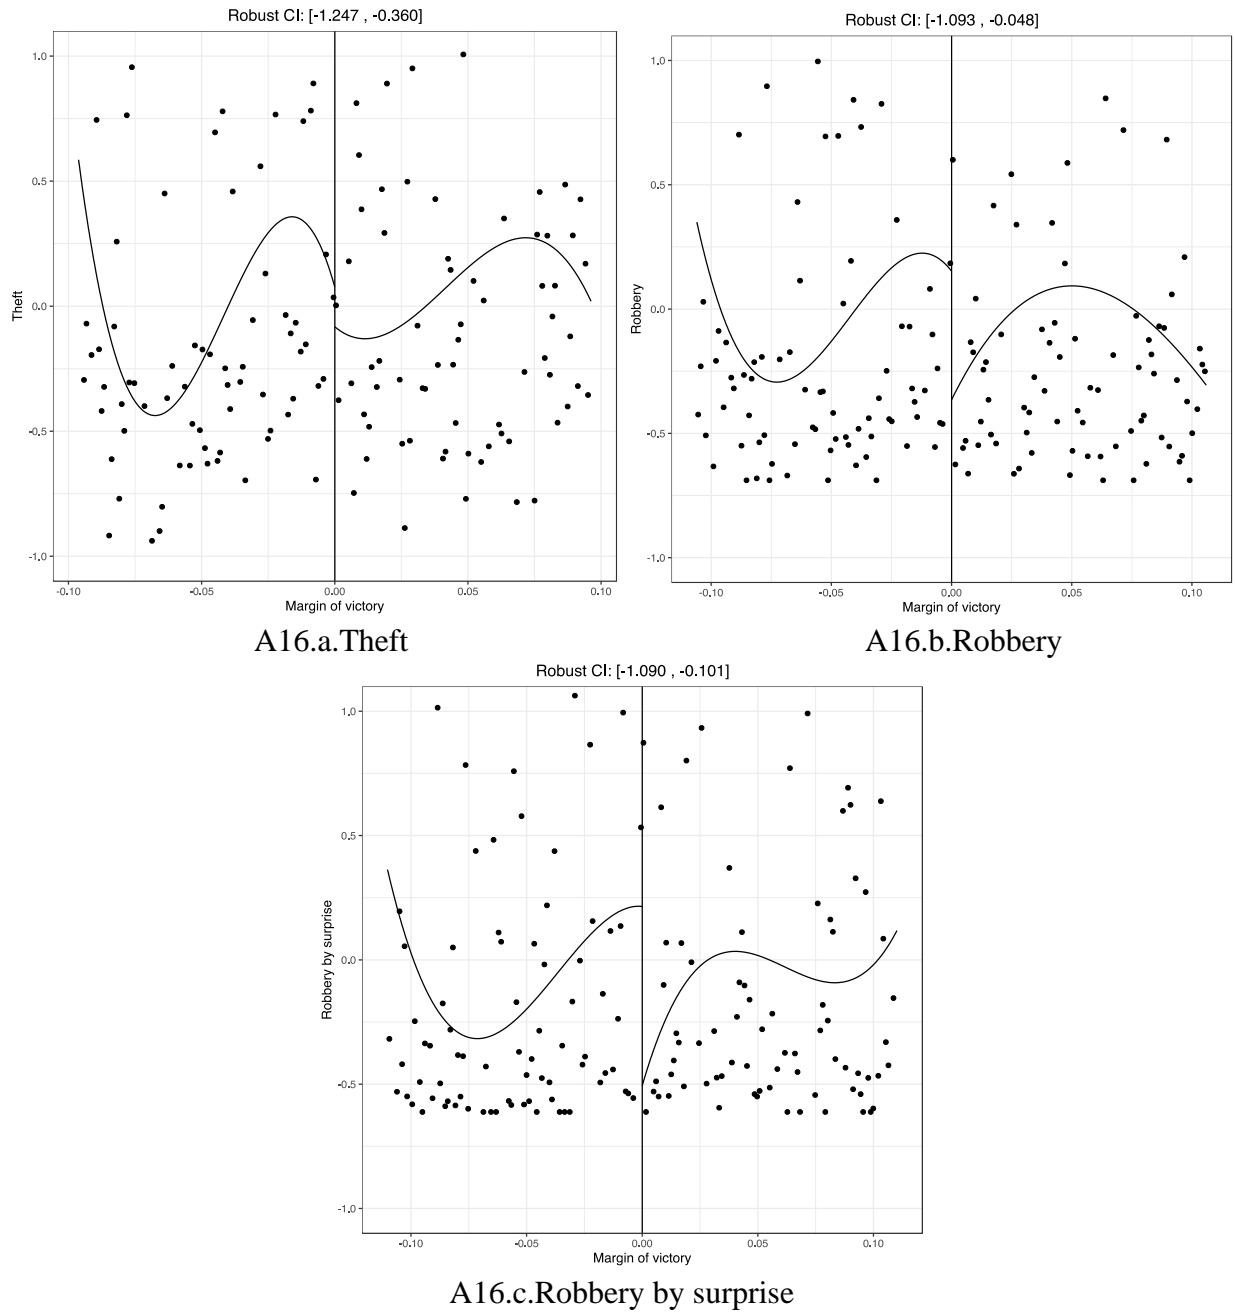 Robust CI: [-1.247 , -0.360]
1.0
0.5
0.0
-0.5
-1.0
Theft
-0.10
-0.05
0.00
0.05
0.10
Margin of victory
A16.a.Theft
Robust CI: [-1.093 , -0.048]
1.0
0.5
0.0
-0.5
-1.0
Robbery
-0.10
-0.05
0.00
0.05
0.10
Margin of victory
A16.b.Robbery
Robust CI: [-1.090 , -0.101]
1.0
0.5
0.0
-0.5
-1.0
Robbery by surprise
-0.10
-0.05
0.00
0.05
0.10
Margin of victory
A16.c.Robbery by surprise